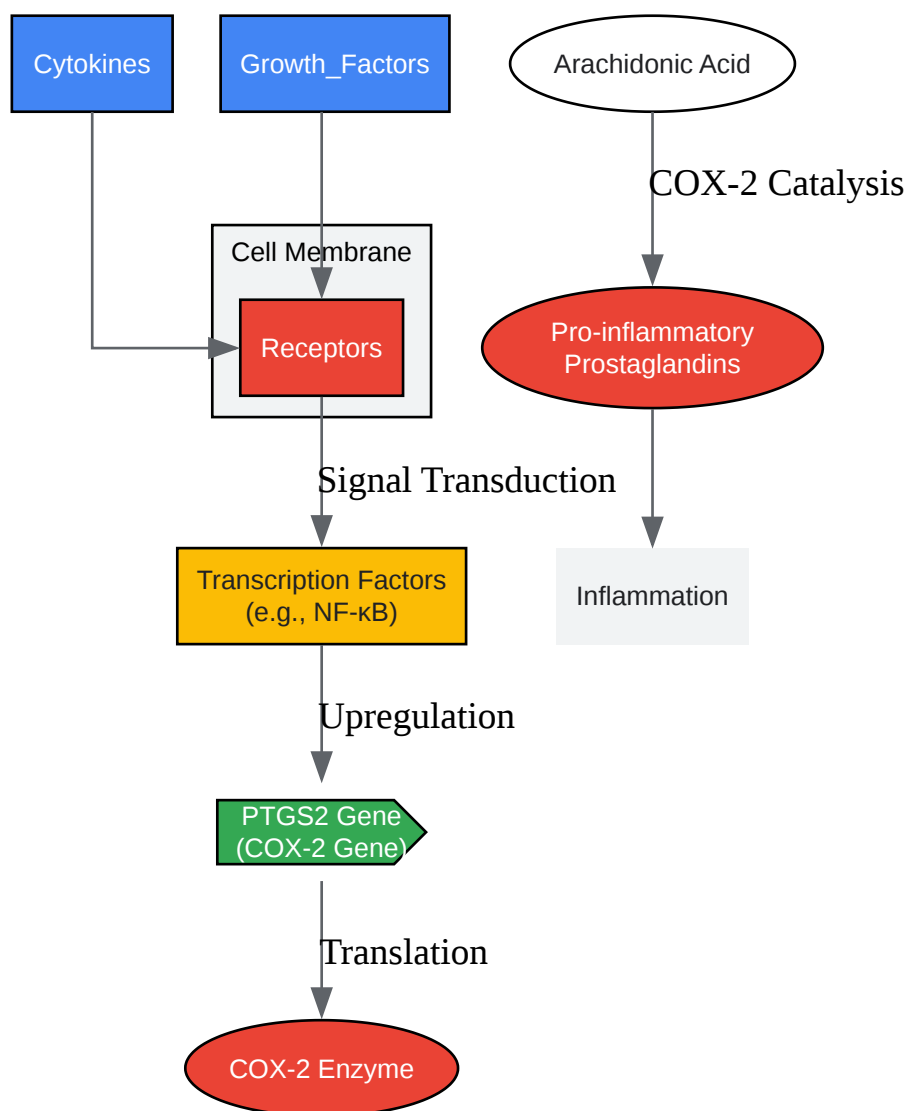 Cytokines
Growth_Factors
Arachidonic Acid
COX-2 Catalysis
Cell Membrane
Receptors
Pro-inflammatory
Prostaglandins
Signal Transduction
Transcription Factors
(e.g., NF-κB)
Inflammation
Upregulation
PTGS2 Gene
(COX-2 Gene)
Translation
COX-2 Enzyme